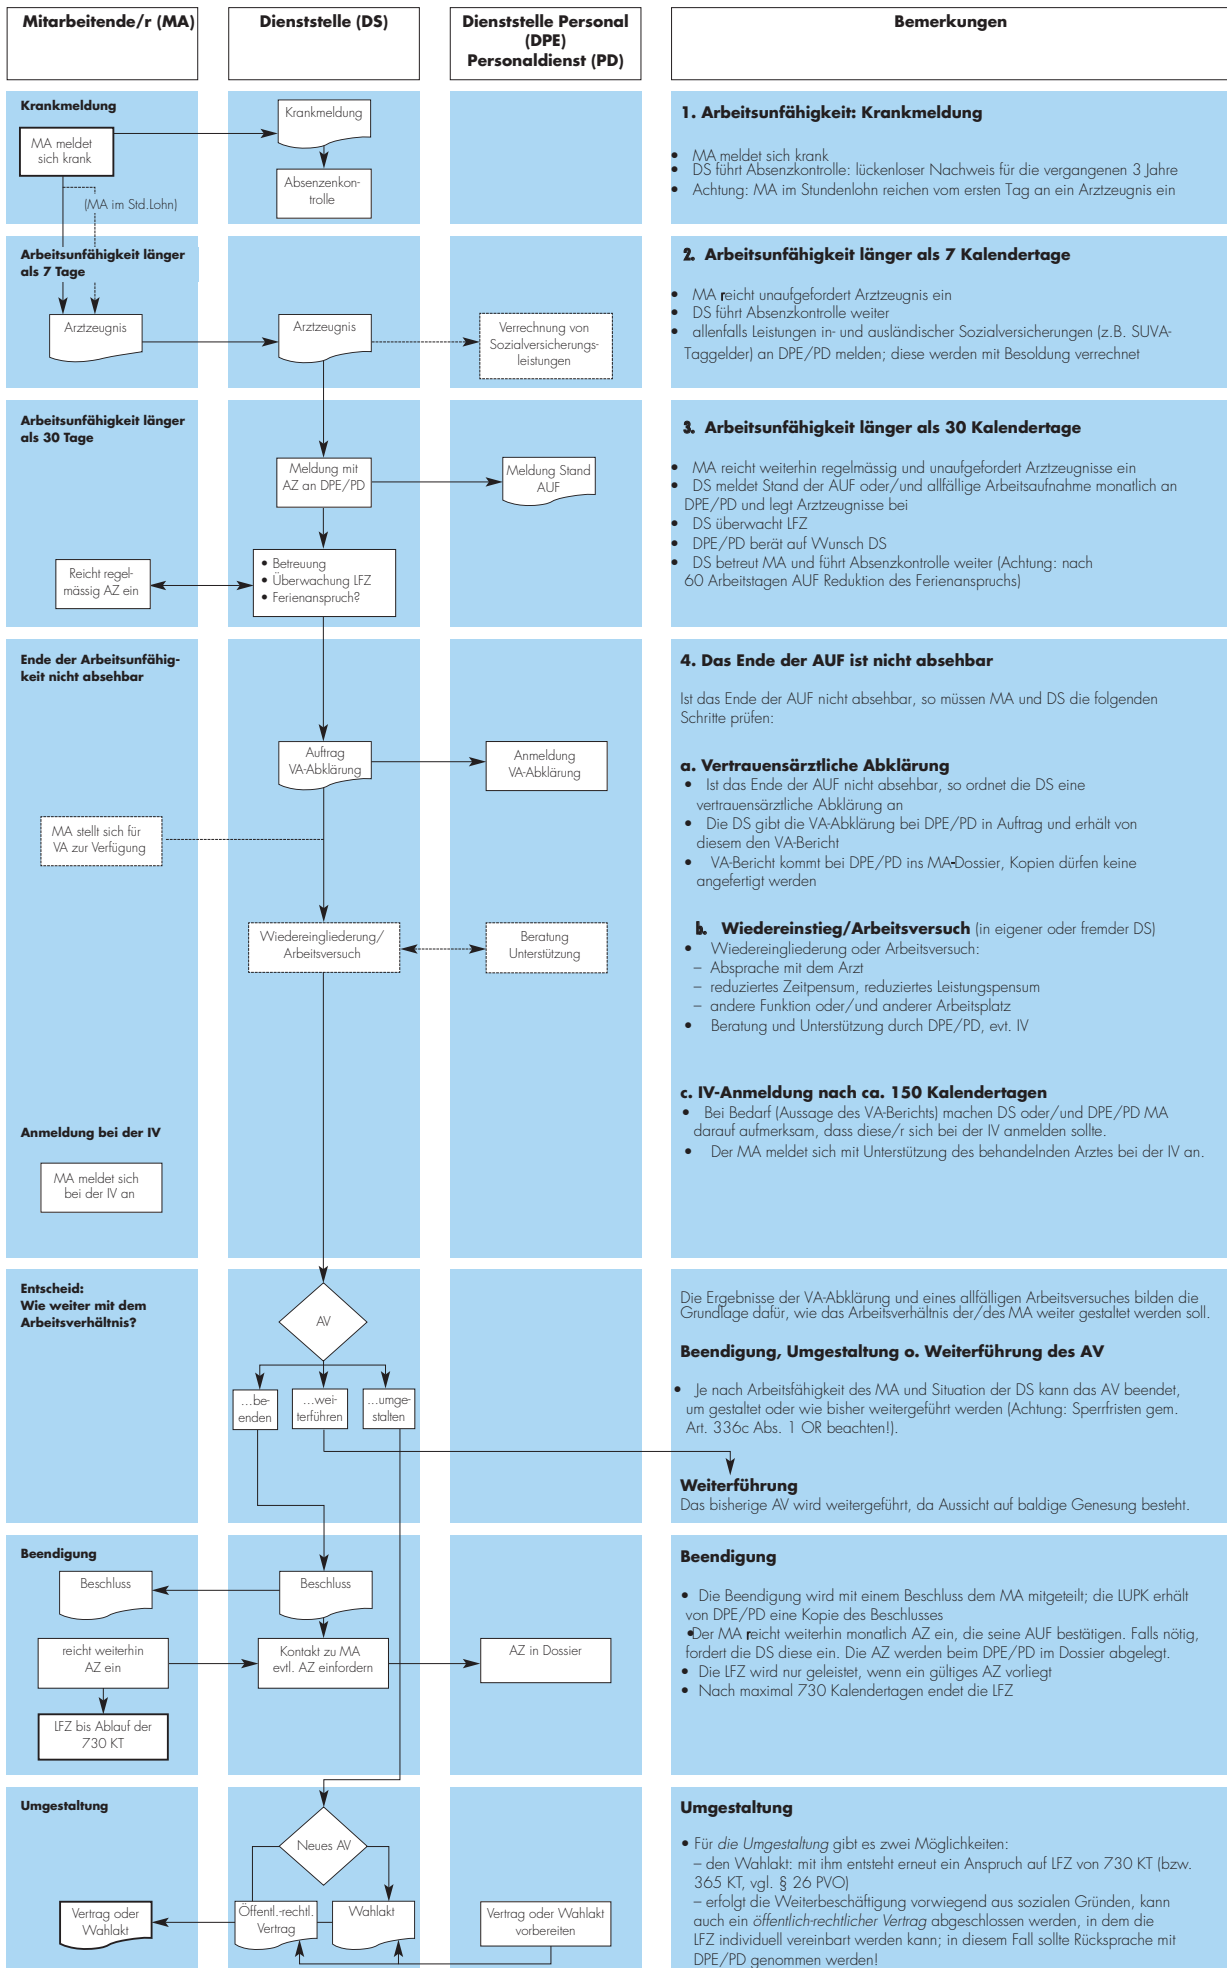 Mitarbeitende/r (MA)
Dienststelle (DS)
Dienststelle Personal
(DPE)
Personaldienst (PD)
Bemerkungen
Krankmeldung
MA meldet
sich krank
(MA im Std.Lohn)
Krankmeldung
Absenzenkon-
trolle
1. Arbeitsunfähigkeit: Krankmeldung
• MA meldet sich krank
• DS führt Absenzkontrolle: lückenloser Nachweis für die vergangenen 3 Jahre
• Achtung: MA im Stundenlohn reichen vom ersten Tag an ein Arztzeugnis ein
Arbeitsunfähigkeit länger
als 7 Tage
Arztzeugnis
Arztzeugnis
Verrechnung von
Sozialversicherungs-
leistungen
2. Arbeitsunfähigkeit länger als 7 Kalendertage
• MA reicht unaufgefordert Arztzeugnis ein
• DS führt Absenzkontrolle weiter
• allenfalls Leistungen in- und ausländischer Sozialversicherungen (z.B. SUVA-
Taggelder) an DPE/PD melden; diese werden mit Besoldung verrechnet
Arbeitsunfähigkeit länger
als 30 Tage
Reicht regel-
mässig AZ ein
Meldung mit
AZ an DPE/PD
• Betreuung
• Überwachung LFZ
• Ferienanspruch?
Meldung Stand
AUF
3. Arbeitsunfähigkeit länger als 30 Kalendertage
• MA reicht weiterhin regelmässig und unaufgefordert Arztzeugnisse ein
• DS meldet Stand der AUF oder/und allfällige Arbeitsaufnahme monatlich an
DPE/PD und legt Arztzeugnisse bei
• DS überwacht LFZ
• DPE/PD berät auf Wunsch DS
• DS betreut MA und führt Absenzkontrolle weiter (Achtung: nach
60 Arbeitstagen AUF Reduktion des Ferienanspruchs)
Ende der Arbeitsunfähig-
keit nicht absehbar
MA stellt sich für
VA zur Verfügung
Auftrag
VA-Abklärung
Wiedereingliederung/
Arbeitsversuch
Anmeldung
VA-Abklärung
Beratung
Unterstützung
Anmeldung bei der IV
MA meldet sich
bei der IV an
4. Das Ende der AUF ist nicht absehbar
Ist das Ende der AUF nicht absehbar, so müssen MA und DS die folgenden
Schritte prüfen:
a. Vertrauensärztliche Abklärung
• Ist das Ende der AUF nicht absehbar, so ordnet die DS eine
vertrauensärztliche Abklärung an
• Die DS gibt die VA-Abklärung bei DPE/PD in Auftrag und erhält von
diesem den VA-Bericht
• VA-Bericht kommt bei DPE/PD ins MA-Dossier, Kopien dürfen keine
angefertigt werden
b. Wiedereinstieg/Arbeitsversuch (in eigener oder fremder DS)
• Wiedereingliederung oder Arbeitsversuch:
– Absprache mit dem Arzt
– reduziertes Zeitpensum, reduziertes Leistungspensum
– andere Funktion oder/und anderer Arbeitsplatz
• Beratung und Unterstützung durch DPE/PD, evt. IV
c. IV-Anmeldung nach ca. 150 Kalendertagen
• Bei Bedarf (Aussage des VA-Berichts) machen DS oder/und DPE/PD MA
darauf aufmerksam, dass diese/r sich bei der IV anmelden sollte.
• Der MA meldet sich mit Unterstützung des behandelnden Arztes bei der IV an.
Entscheid:
Wie weiter mit dem
Arbeitsverhältnis?
AV
...be-
enden
...wei-
terführen
...umge-
stalten
Die Ergebnisse der VA-Abklärung und eines allfälligen Arbeitsversuches bilden die
Grundlage dafür, wie das Arbeitsverhältnis der/des MA weiter gestaltet werden soll.
Beendigung, Umgestaltung o. Weiterführung des AV
• Je nach Arbeitsfähigkeit des MA und Situation der DS kann das AV beendet,
um gestaltet oder wie bisher weitergeführt werden (Achtung: Sperrfristen gem.
Art. 336c Abs. 1 OR beachten!).
Weiterführung
Das bisherige AV wird weitergeführt, da Aussicht auf baldige Genesung besteht.
Beendigung
Beschluss
reicht weiterhin
AZ ein
LFZ bis Ablauf der
730 KT
Beschluss
Kontakt zu MA
evtl. AZ einfordern
AZ in Dossier
Beendigung
• Die Beendigung wird mit einem Beschluss dem MA mitgeteilt; die LUPK erhält
von DPE/PD eine Kopie des Beschlusses
•Der MA reicht weiterhin monatlich AZ ein, die seine AUF bestätigen. Falls nötig,
fordert die DS diese ein. Die AZ werden beim DPE/PD im Dossier abgelegt.
• Die LFZ wird nur geleistet, wenn ein gültiges AZ vorliegt
• Nach maximal 730 Kalendertagen endet die LFZ
Umgestaltung
Vertrag oder
Wahlakt
Neues AV
Öffentl.-rechtl.
Vertrag
Wahlakt
Vertrag oder Wahlakt
vorbereiten
Umgestaltung
• Für die Umgestaltung gibt es zwei Möglichkeiten:
– den Wahlakt: mit ihm entsteht erneut ein Anspruch auf LFZ von 730 KT (bzw.
365 KT, vgl. § 26 PVO)
– erfolgt die Weiterbeschäftigung vorwiegend aus sozialen Gründen, kann
auch ein öffentlich-rechtlicher Vertrag abgeschlossen werden, in dem die
LFZ individuell vereinbart werden kann; in diesem Fall sollte Rücksprache mit
DPE/PD genommen werden!